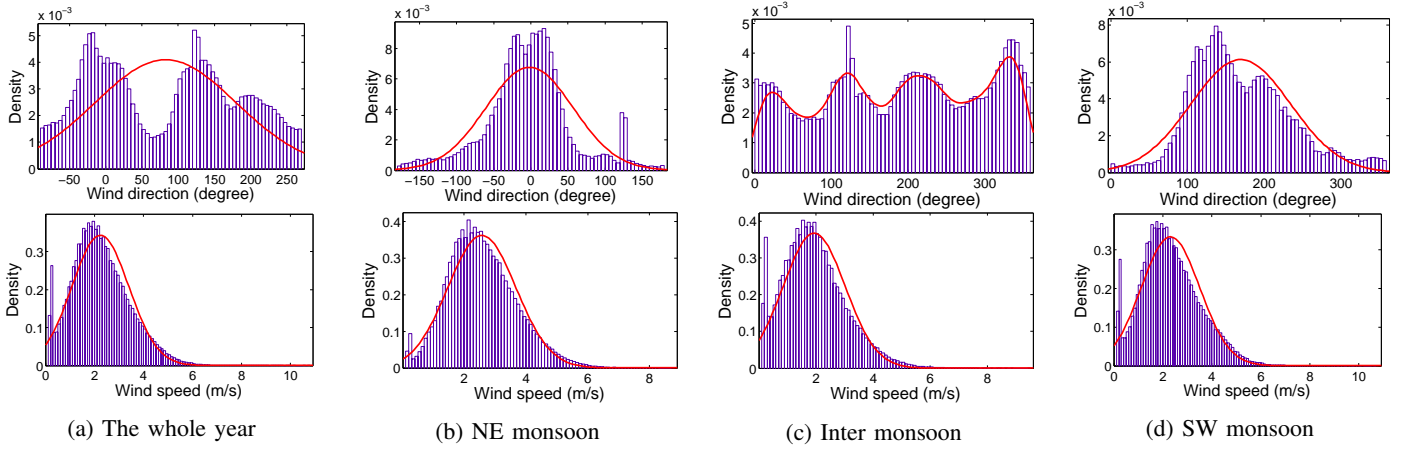 x 10⁻³
5
4
3
2
1
0
Density
−50 0 50 100 150 200 250
Wind direction (degree)
x 10⁻³
8
6
4
2
0
Density
−150 −100 −50 0 50 100 150
Wind direction (degree)
x 10⁻³
5
4
3
2
1
0
Density
0 100 200 300
Wind direction (degree)
x 10⁻³
8
6
4
2
0
Density
0 100 200 300
Wind direction (degree)
0.3
0.2
0.1
0
Density
0 2 4 6 8 10
Wind speed (m/s)
0.4
0.3
0.2
0.1
0
Density
2 4 6 8
Wind speed (m/s)
0.4
0.3
0.2
0.1
0
Density
2 4 6 8
Wind speed (m/s)
0.3
0.2
0.1
0
Density
0 2 4 6 8 10
Wind speed (m/s)
(a) The whole year
(b) NE monsoon
(c) Inter monsoon
(d) SW monsoon